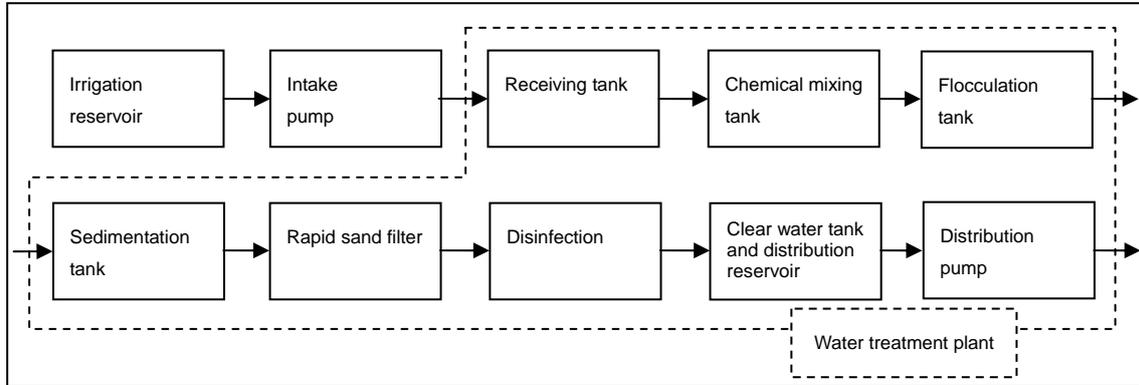 Irrigation
reservoir
Intake
pump
Receiving tank
Chemical mixing
tank
Flocculation
tank
Sedimentation
tank
Rapid sand filter
Disinfection
Clear water tank
and distribution
reservoir
Distribution
pump
Water treatment plant